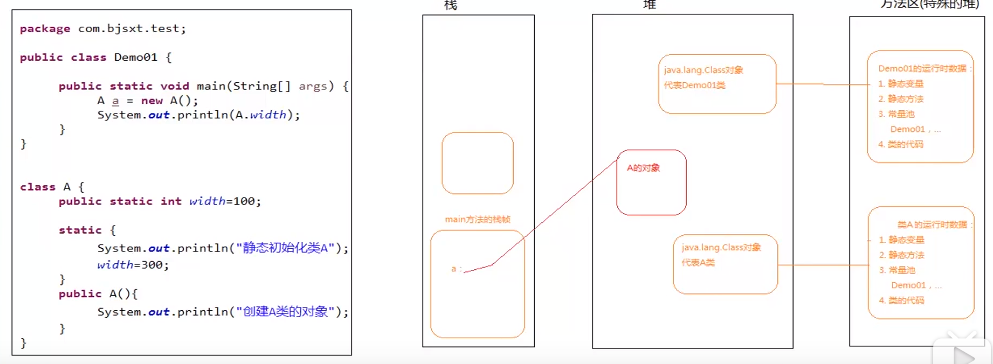 package com.bjsxt.test;
public class Demo01 {
public static void main(String[] args) {
A a = new A();
System.out.println(A.width);
}
}
class A {
public static int width=100;
static {
System.out.println("静态初始化类A");
width=300;
}
public A(){
System.out.println("创建A类的对象");
}
}
栈
main方法的栈帧
a：
堆
java.lang.Class对象
代表Demo01类
A的对象
java.lang.Class对象
代表A类
方法区(特殊的堆)
Demo01的运行时数据：
1. 静态变量
2. 静态方法
3. 常量池
Demo01，...
4. 类的代码
类A 的运行时数据：
1. 静态变量
2. 静态方法
3. 常量池
Demo01，...
4. 类的代码